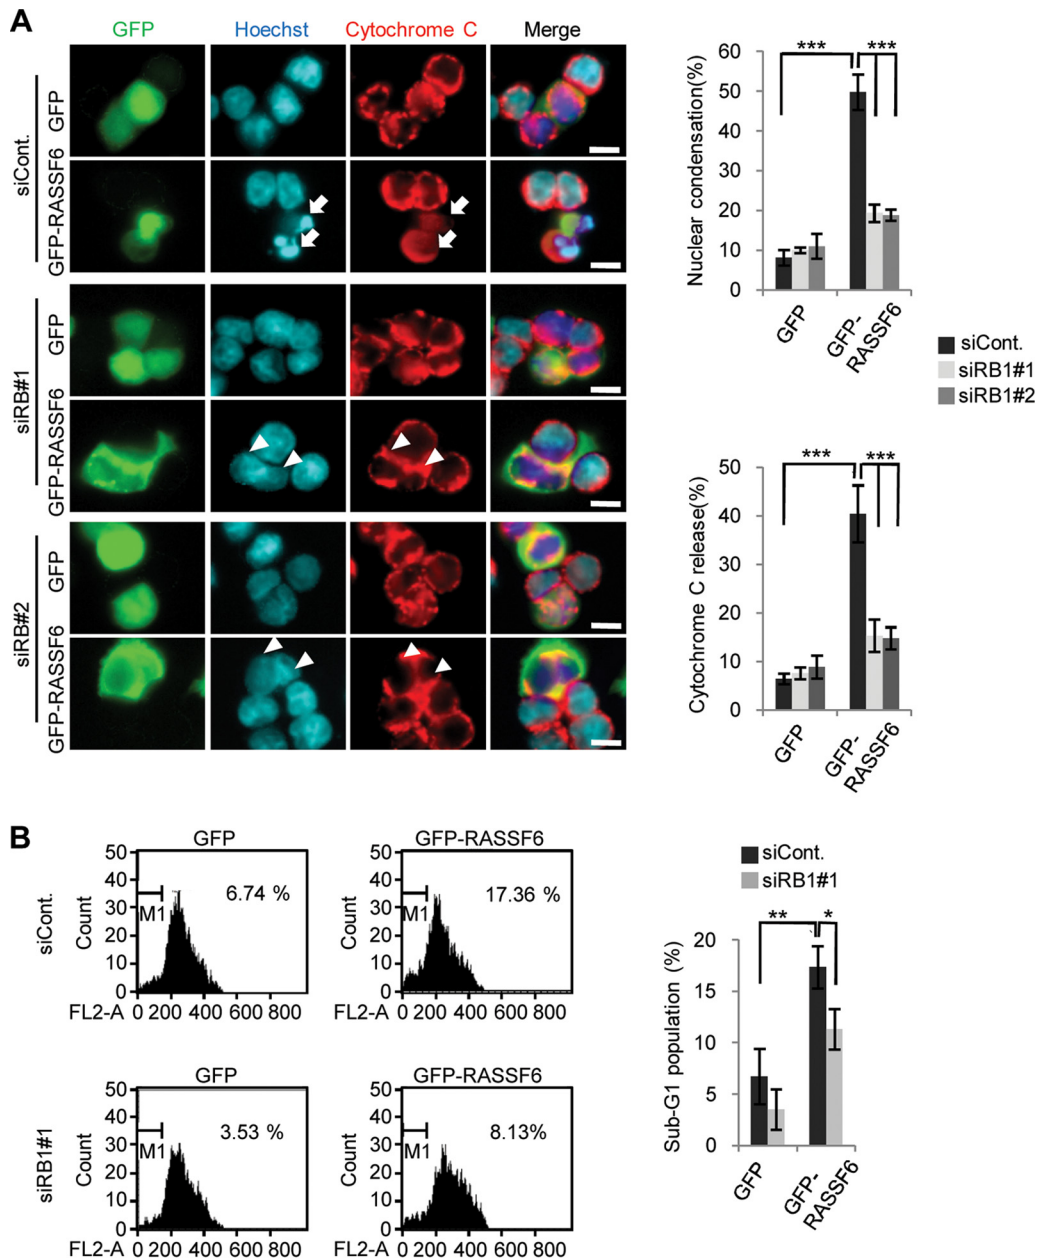 A
GFP Hoechst Cytochrome C Merge
siCont.
GFP
GFP-RASSF6
siRB#1
GFP
GFP-RASSF6
siRB#2
GFP
GFP-RASSF6
Nuclear condensation(%)
60
50
40
30
20
10
0
*** ***
GFP
GFP-
RASSF6
siCont.
siRB1#1
siRB1#2
Cytochrome C release(%)
50
40
30
20
10
0
*** ***
GFP
GFP-
RASSF6
B
siCont.
GFP
Count
50
40
30
20
10
0
M1
6.74 %
FL2-A 0 200 400 600 800
GFP-RASSF6
Count
50
40
30
20
10
0
M1
17.36 %
FL2-A 0 200 400 600 800
siRB1#1
GFP
Count
50
40
30
20
10
0
M1
3.53 %
FL2-A 0 200 400 600 800
GFP-RASSF6
Count
50
40
30
20
10
0
M1
8.13%
FL2-A 0 200 400 600 800
siCont.
siRB1#1
Sub-G1 population (%)
20
15
10
5
0
** *
GFP
GFP-
RASSF6